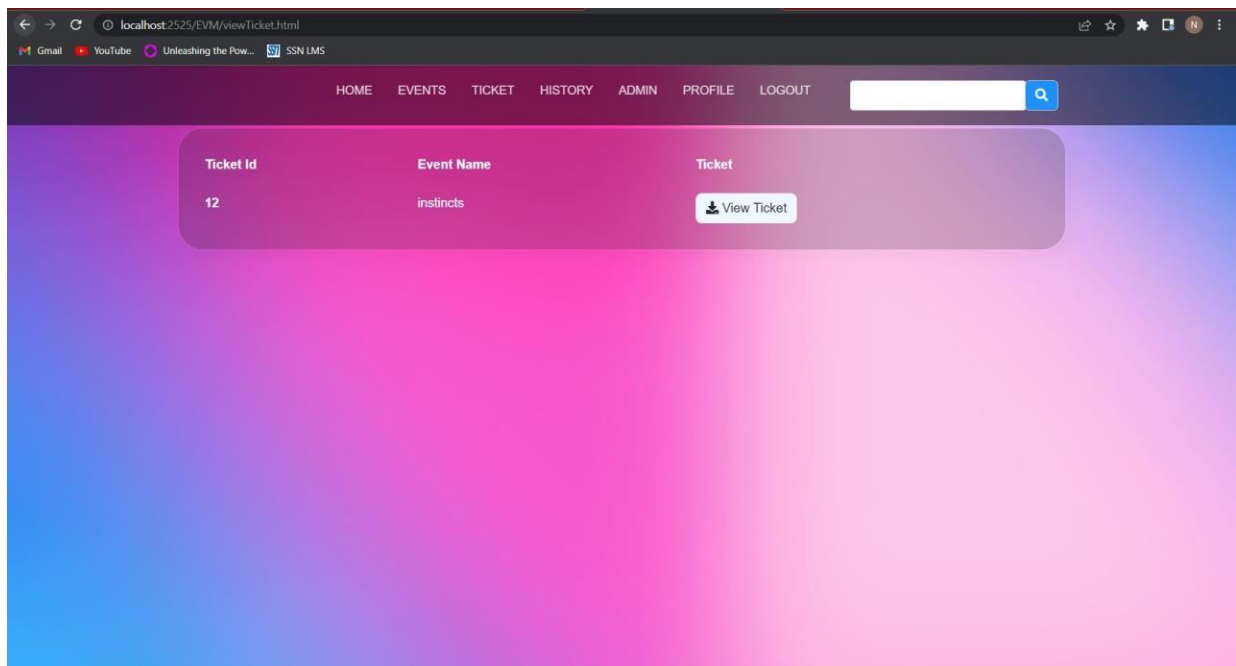 localhost:2525/EVM/viewTicket.html
Gmail YouTube Unleashing the Pow... SSN LMS
HOME EVENTS TICKET HISTORY ADMIN PROFILE LOGOUT
Ticket Id Event Name Ticket
12 instincts View Ticket